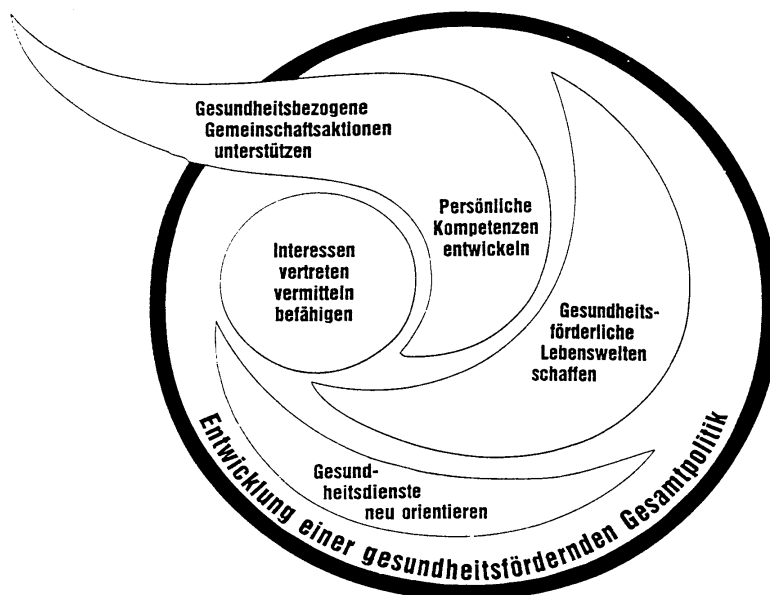 Gesundheitsbezogene
Gemeinschaftsaktionen
unterstützen
Persönliche
Kompetenzen
entwickeln
Interessen
vertreten
vermitteln
befähigen
Gesundheits-
förderliche
Lebenswelten
schaffen
Gesund-
heitsdienste
neu orientieren
Entwicklung einer gesundheitsfördernden Gesamtpolitik